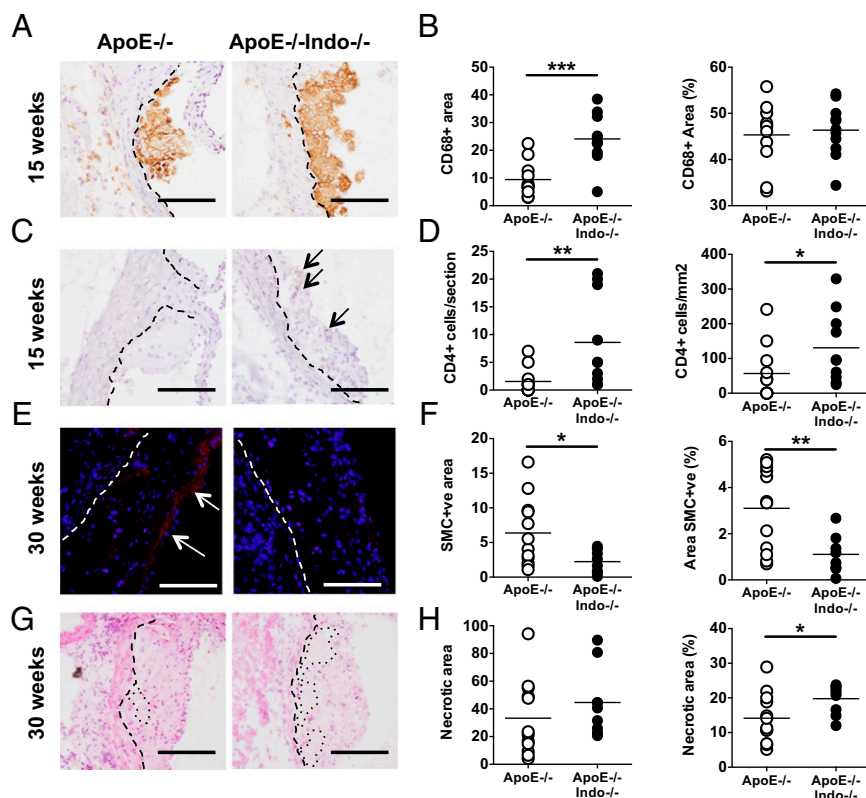 A
ApoE-/-
ApoE-/-Indo-/-
15 weeks
B
***
CD68+ area
50
40
30
20
10
0
ApoE-/-
ApoE-/-
Indo-/-
CD68+ Area (%)
60
50
40
30
ApoE-/-
ApoE-/-
Indo-/-
C
15 weeks
D
**
CD4+ cells/section
25
20
15
10
5
0
ApoE-/-
ApoE-/-
Indo-/-
*
CD4+ cells/mm2
400
300
200
100
0
ApoE-/-
ApoE-/-
Indo-/-
E
30 weeks
F
*
SMC+ve area
20
15
10
5
0
ApoE-/-
ApoE-/-
Indo-/-
**
Area SMC+ve (%)
6
4
2
0
ApoE-/-
ApoE-/-
Indo-/-
G
30 weeks
H
Necrotic area
100
80
60
40
20
0
ApoE-/-
ApoE-/-
Indo-/-
*
Necrotic area (%)
40
30
20
10
0
ApoE-/-
ApoE-/-
Indo-/-